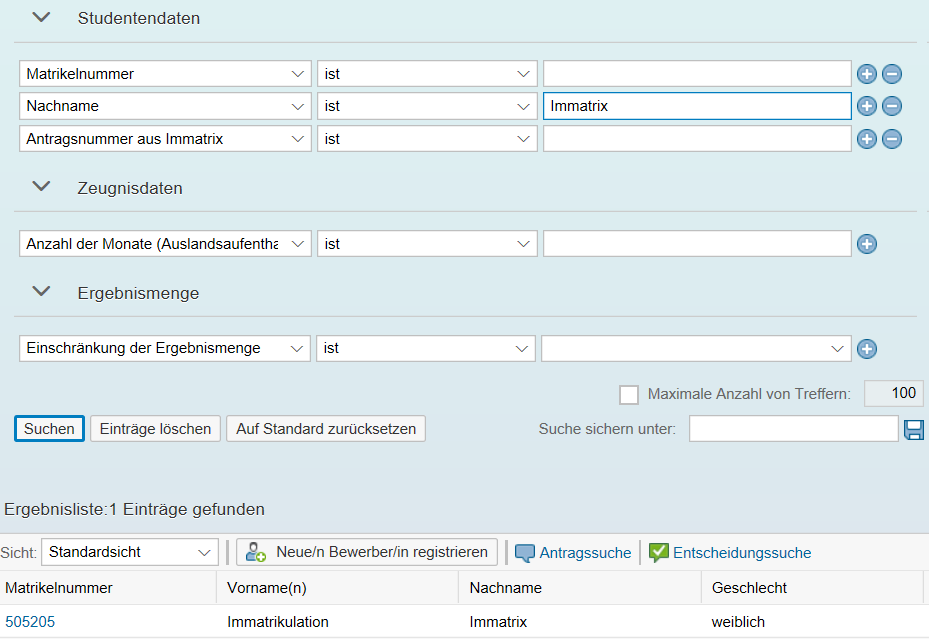 Studentendaten
Matrikelnummer ist
Nachname ist Immatrix
Antragsnummer aus Immatrix ist
Zeugnisdaten
Anzahl der Monate (Auslandsaufentha ist
Ergebnismenge
Einschränkung der Ergebnismenge ist
Maximale Anzahl von Treffern: 100
Suchen Einträge löschen Auf Standard zurücksetzen Suche sichern unter:
Ergebnisliste:1 Einträge gefunden
Sicht: Standardsicht Neue/n Bewerber/in registrieren Antragssuche Entscheidungssuche
Matrikelnummer Vorname(n) Nachname Geschlecht
505205 Immatrikulation Immatrix weiblich